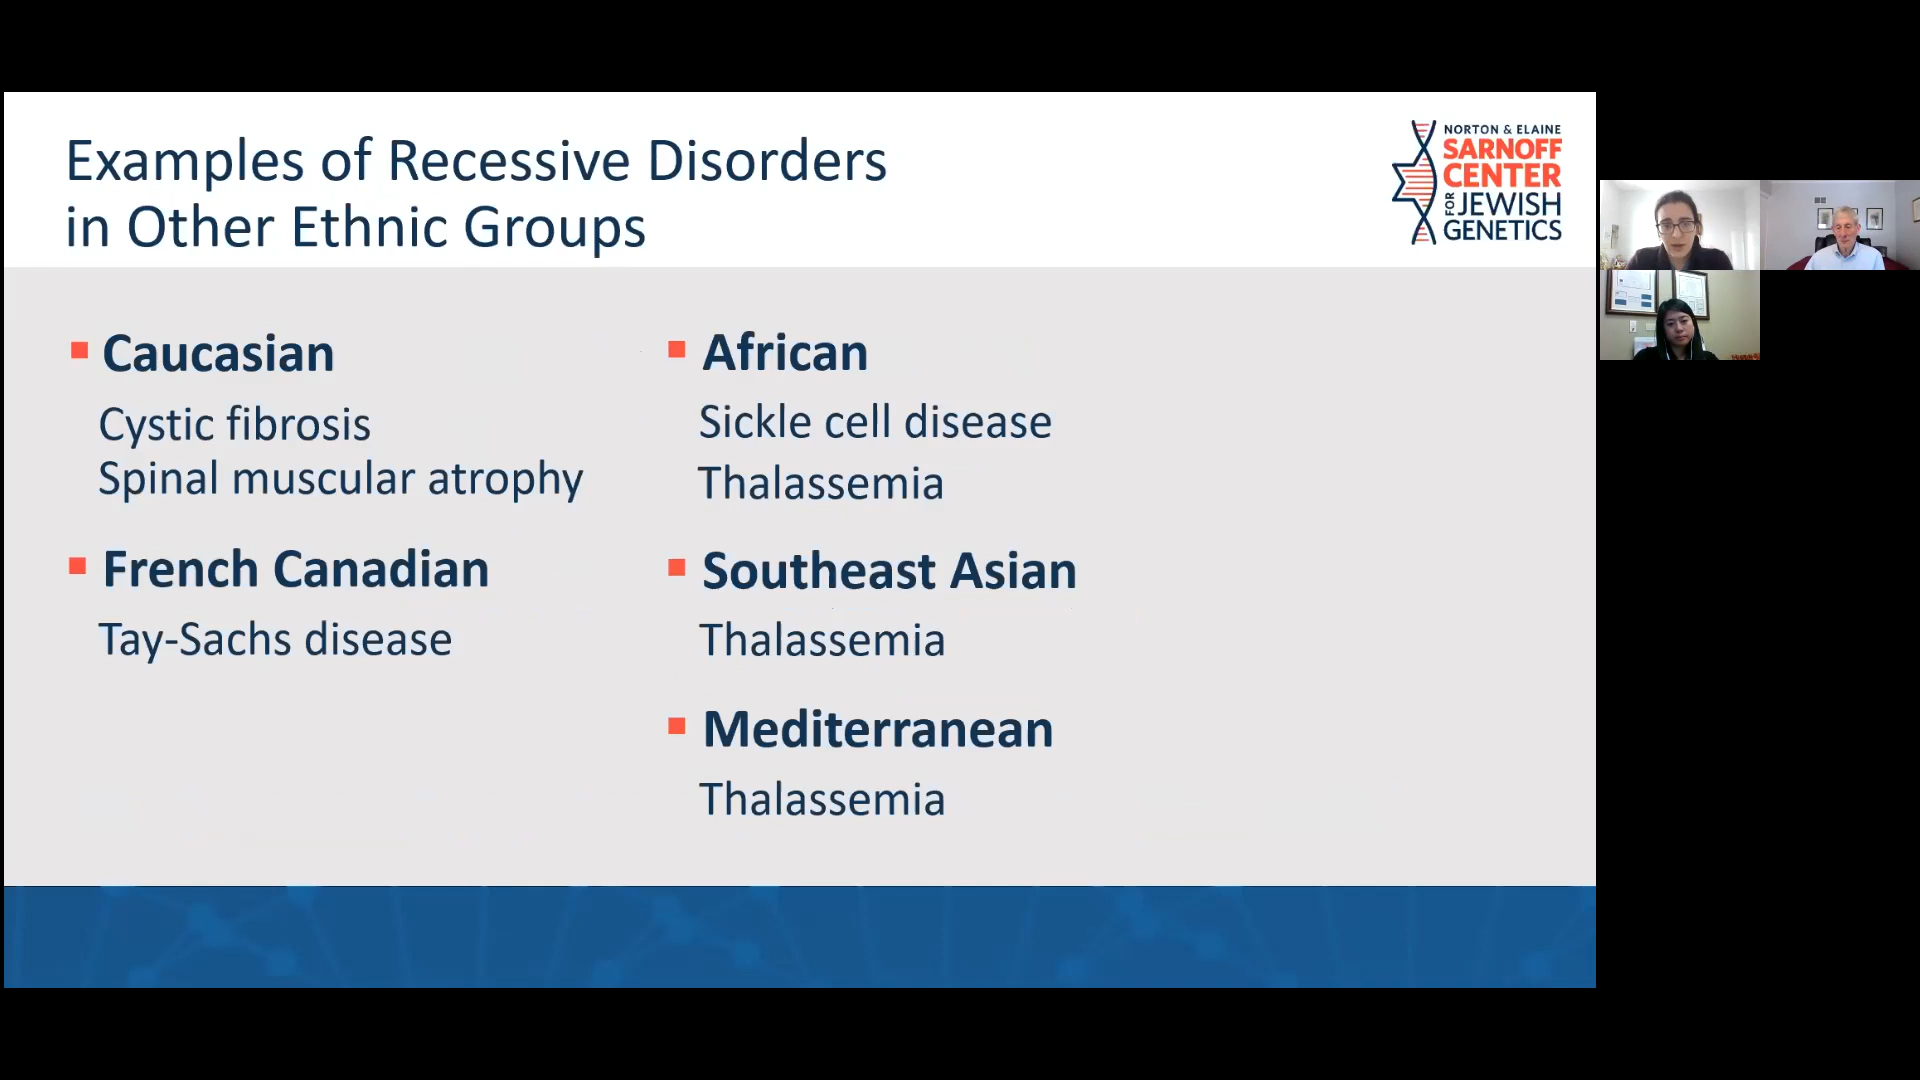 Examples of Recessive Disorders
in Other Ethnic Groups
NORTON & ELAINE
SARNOFF
CENTER
FOR JEWISH
GENETICS
Caucasian
Cystic fibrosis
Spinal muscular atrophy
French Canadian
Tay-Sachs disease
African
Sickle cell disease
Thalassemia
Southeast Asian
Thalassemia
Mediterranean
Thalassemia